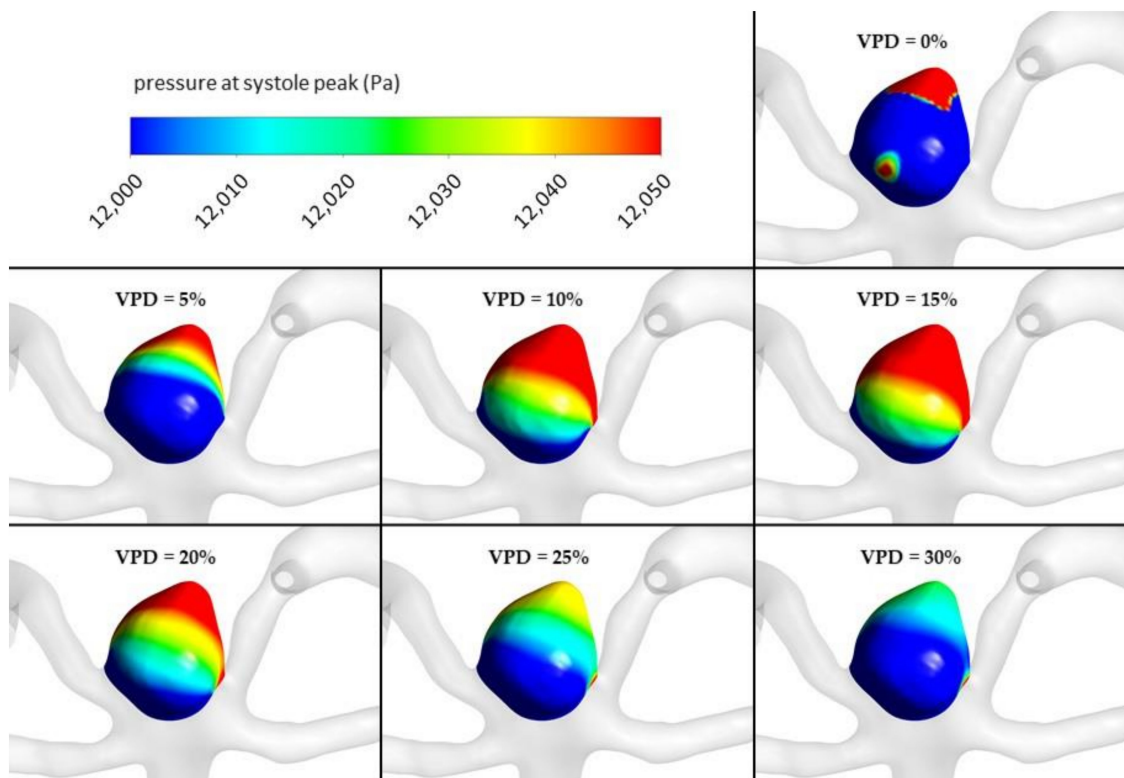 VPD = 0%
pressure at systole peak (Pa)
12,000
12,010
12,020
12,030
12,040
12,050
VPD = 5%
VPD = 10%
VPD = 15%
VPD = 20%
VPD = 25%
VPD = 30%